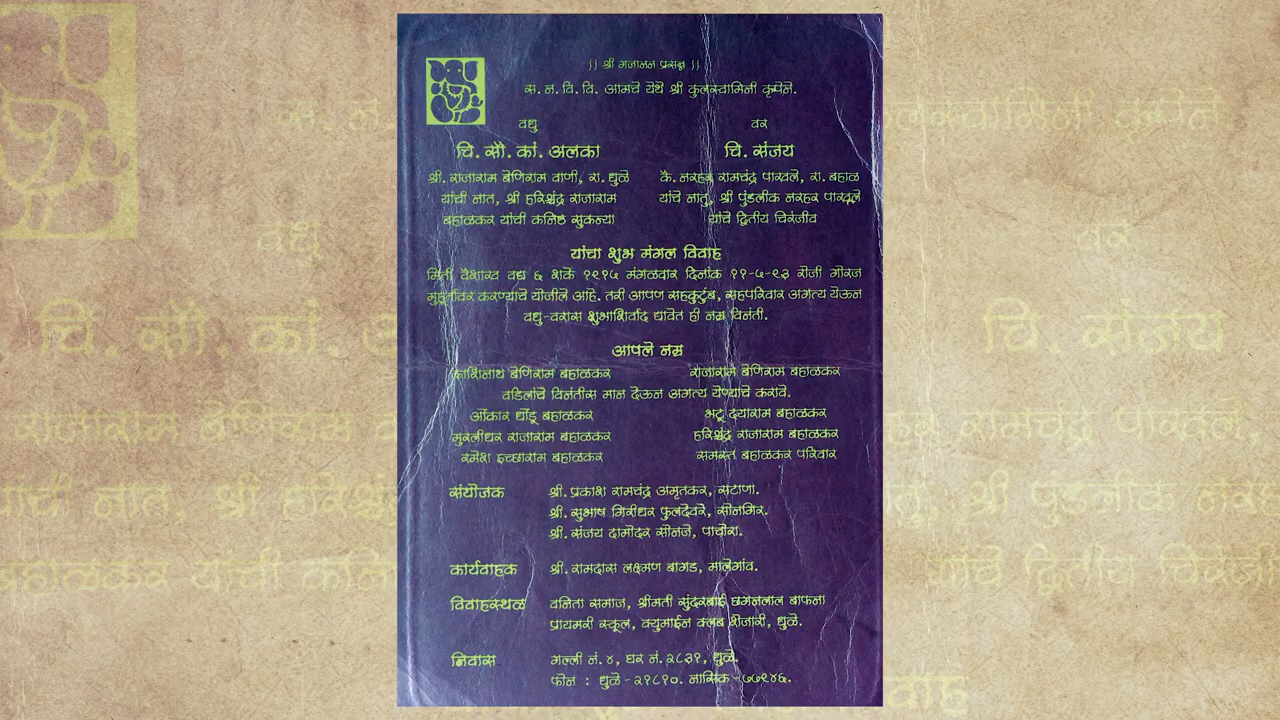 || श्री गजानन प्रसन्न ||
स. न. वि. वि. आमचे येथे श्री कुलस्वामिनी कृपेने.
वधु
वर
चि. सौ. कां. अलका
चि. संजय
श्री. राजाराम बेणिराम वाणी, रा. धुळे
यांची नात, श्री हरिश्चंद्र राजाराम
बहाळकर यांची कनिष्ठ सुकन्या
कै. नरहर रामचंद्र पाखले, रा. बहाळ
यांचे नातु, श्री पुंडलीक नरहर पाखले
यांचे द्वितीय चिरंजीव
यांचा शुभ मंगल विवाह
मिती वैशाख वद्य ६ शके १९१५ मंगळवार दिनांक ११-५-९३ रोजी गोरज
मुहूर्तावर करण्याचे योजीले आहे. तरी आपण सहकुटुंब, सहपरिवार अगत्य येऊन
वधु-वरास शुभाशिर्वाद द्यावेत ही नम्र विनंती.
आपले नम्र
काशिनाथ बेणिराम बहाळकर
राजाराम बेणिराम बहाळकर
वडिलांचे विनंतीस मान देऊन अगत्य येण्याचे करावे.
ओंकार धोंडू बहाळकर
भटू दयाराम बहाळकर
मुरलीधर राजाराम बहाळकर
हरिश्चंद्र राजाराम बहाळकर
रमेश इच्छाराम बहाळकर
समस्त बहाळकर परिवार
संयोजक
श्री. प्रकाश रामचंद्र अमृतकर, सटाणा.
श्री. सुभाष गिरीधर फुलदेवरे, सोनगिर.
श्री. संजय दामोदर सोनजे, पाचोरा.
कार्यवाहक
श्री. रामदास लक्ष्मण बागड, मालेगांव.
विवाहस्थळ
वनिता समाज, श्रीमती सुंदरबाई छगनलाल बाफना
प्रायमरी स्कूल, क्युमाईन क्लब शेजारी, धुळे.
निवास
गल्ली नं. ४, घर नं. २८३१, धुळे.
फोन : धुळे - २१८१०. नासिक - ७७२४६.